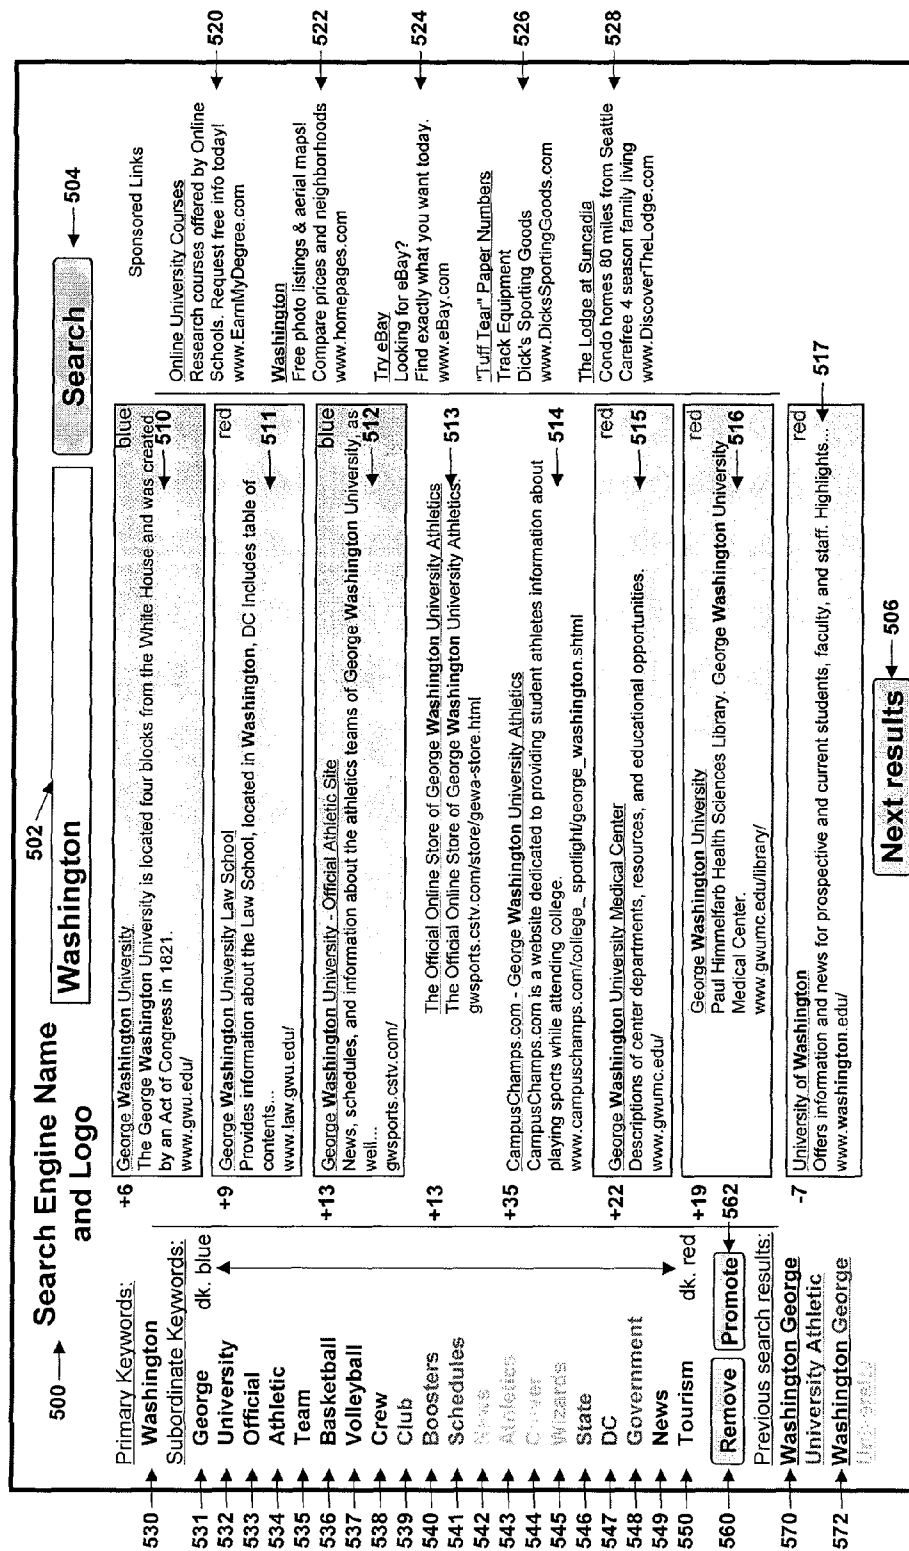 500
Search Engine Name
and Logo
502
Washington
Search
504
Primary Keywords:
530
Washington
Subordinate Keywords:
531
George
dk. blue
532
University
533
Official
534
Athletic
535
Team
536
Basketball
537
Volleyball
538
Crew
539
Club
540
Boosters
541
Schedules
542
News
543
Athletics
544
545
Wizards
546
State
547
DC
548
Government
549
News
550
Tourism
dk. red
560
Remove
Promote
562
Previous search results:
570
Washington George
University Athletic
572
Washington George
University
+6
George Washington University
blue
The George Washington University is located four blocks from the White House and was created
by an Act of Congress in 1821.
510
www.gwu.edu/
+9
George Washington University Law School
red
Provides information about the Law School, located in Washington, DC Includes table of
contents...
511
www.law.gwu.edu/
+13
George Washington University - Official Athletic Site
blue
News, schedules, and information about the athletics teams of George Washington University, as
well...
512
gwsports.cstv.com/
+13
The Official Online Store of George Washington University Athletics
The Official Online Store of George Washington University Athletics
513
gwsports.cstv.com/store/gewa-store.html
+35
CampusChamps.com - George Washington University Athletics
CampusChamps.com is a website dedicated to providing student athletes information about
playing sports while attending college.
514
www.campuschamps.com/college_spotlight/george_washington.shtml
+22
George Washington University Medical Center
red
Descriptions of center departments, resources, and educational opportunities.
515
www.gwumc.edu/
+19
George Washington University
red
Paul Himmelfarb Health Sciences Library. George Washington University
Medical Center.
516
www.gwumc.edu/library/
-7
University of Washington
red
Offers information and news for prospective and current students, faculty, and staff. Highlights...
517
www.washington.edu/
Next results
506
Sponsored Links
Online University Courses
Research courses offered by Online
Schools. Request free info today!
520
www.EarnMyDegree.com
Washington
Free photo listings & aerial maps!
Compare prices and neighborhoods
522
www.homepages.com
Try eBay
Looking for eBay?
Find exactly what you want today.
524
www.eBay.com
"Tuff Tear" Paper Numbers
Track Equipment
Dick's Sporting Goods
526
www.DicksSportingGoods.com
The Lodge at Suncadia
Condo homes 80 miles from Seattle
528
Carefree 4 season family living
www.DiscoverTheLodge.com